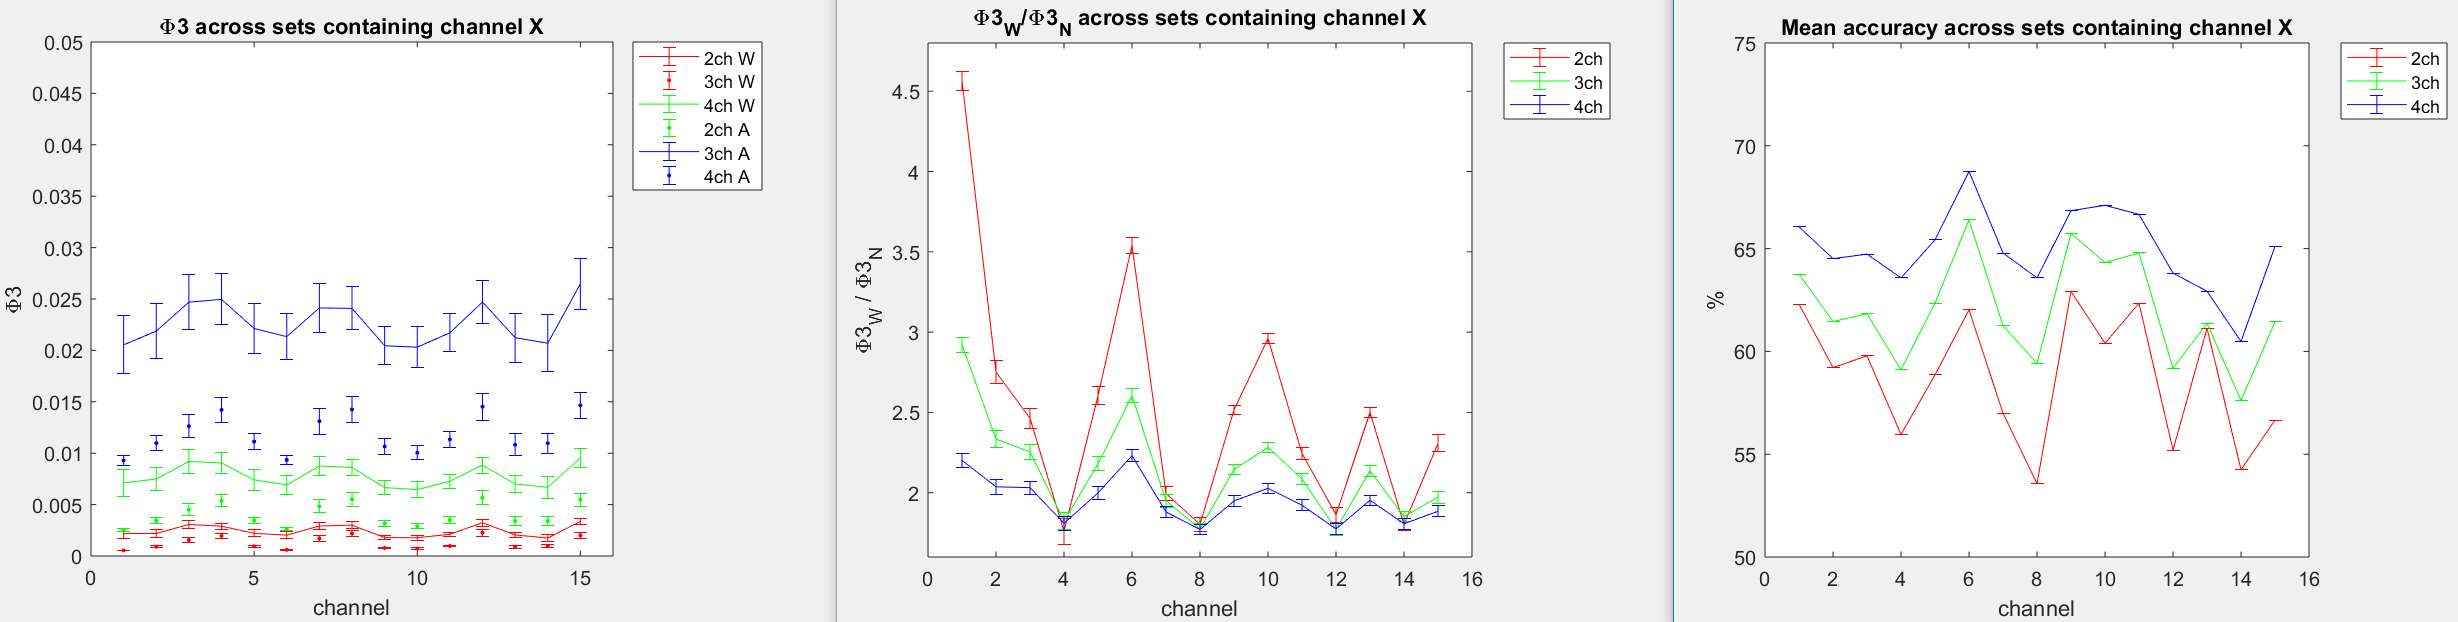 Φ3 across sets containing channel X
0.05
0.045
0.04
0.035
0.03
0.025
0.02
0.015
0.01
0.005
0
Φ3
0 5 10 15
channel
2ch W
3ch W
4ch W
2ch A
3ch A
4ch A
Φ3W/Φ3N across sets containing channel X
4.5
4
3.5
3
2.5
2
Φ3W / Φ3N
0 2 4 6 8 10 12 14 16
channel
2ch
3ch
4ch
Mean accuracy across sets containing channel X
75
70
65
60
55
50
%
0 2 4 6 8 10 12 14 16
channel
2ch
3ch
4ch